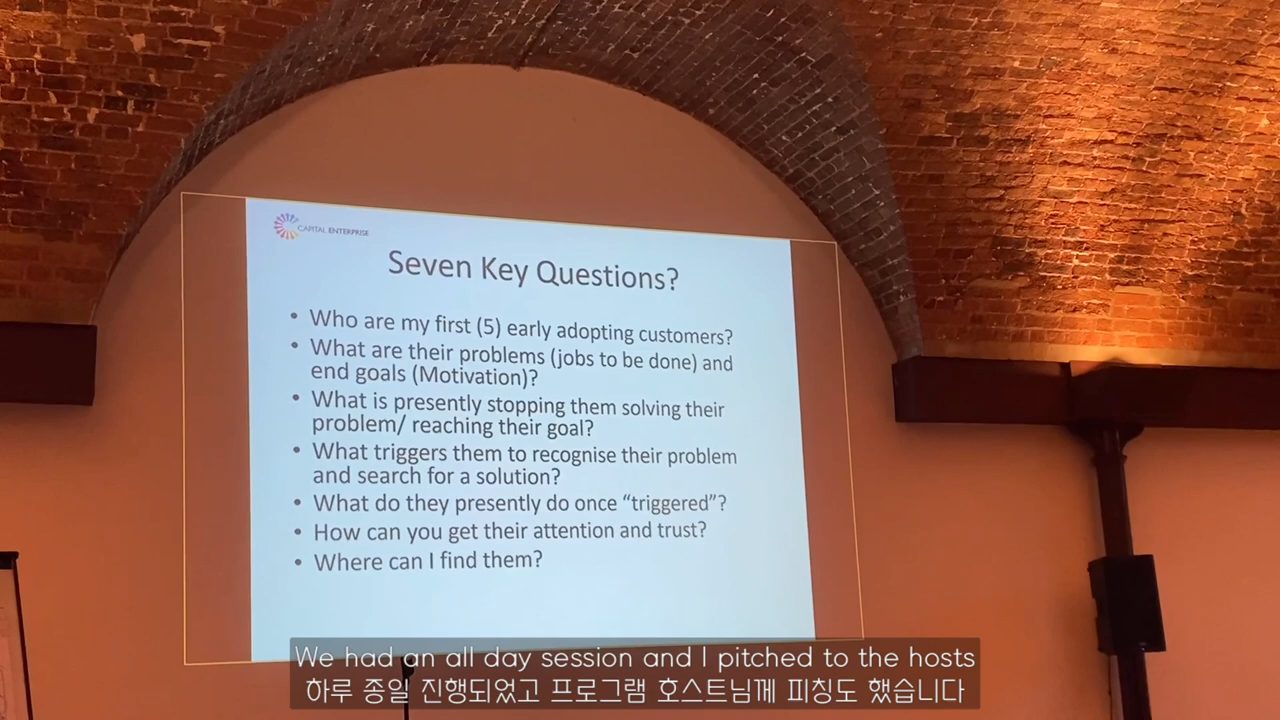 CAPITAL ENTERPRISE
Seven Key Questions?
• Who are my first (5) early adopting customers?
• What are their problems (jobs to be done) and
end goals (Motivation)?
• What is presently stopping them solving their
problem/ reaching their goal?
• What triggers them to recognise their problem
and search for a solution?
• What do they presently do once “triggered”?
• How can you get their attention and trust?
• Where can I find them?
We had an all day session and I pitched to the hosts
하루 종일 진행되었고 프로그램 호스트님께 피칭도 했습니다